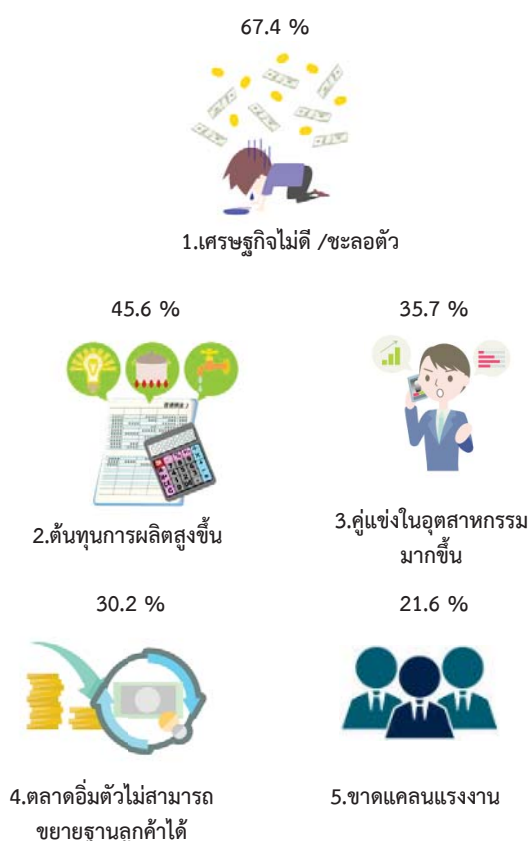 67.4 %
1.เศรษฐกิจไม่ดี /ชะลอตัว
45.6 %
35.7 %
2.ต้นทุนการผลิตสูงขึ้น
3.คู่แข่งในอุตสาหกรรม
มากขึ้น
30.2 %
21.6 %
4.ตลาดอิ่มตัวไม่สามารถ
ขยายฐานลูกค้าได้
5.ขาดแคลนแรงงาน